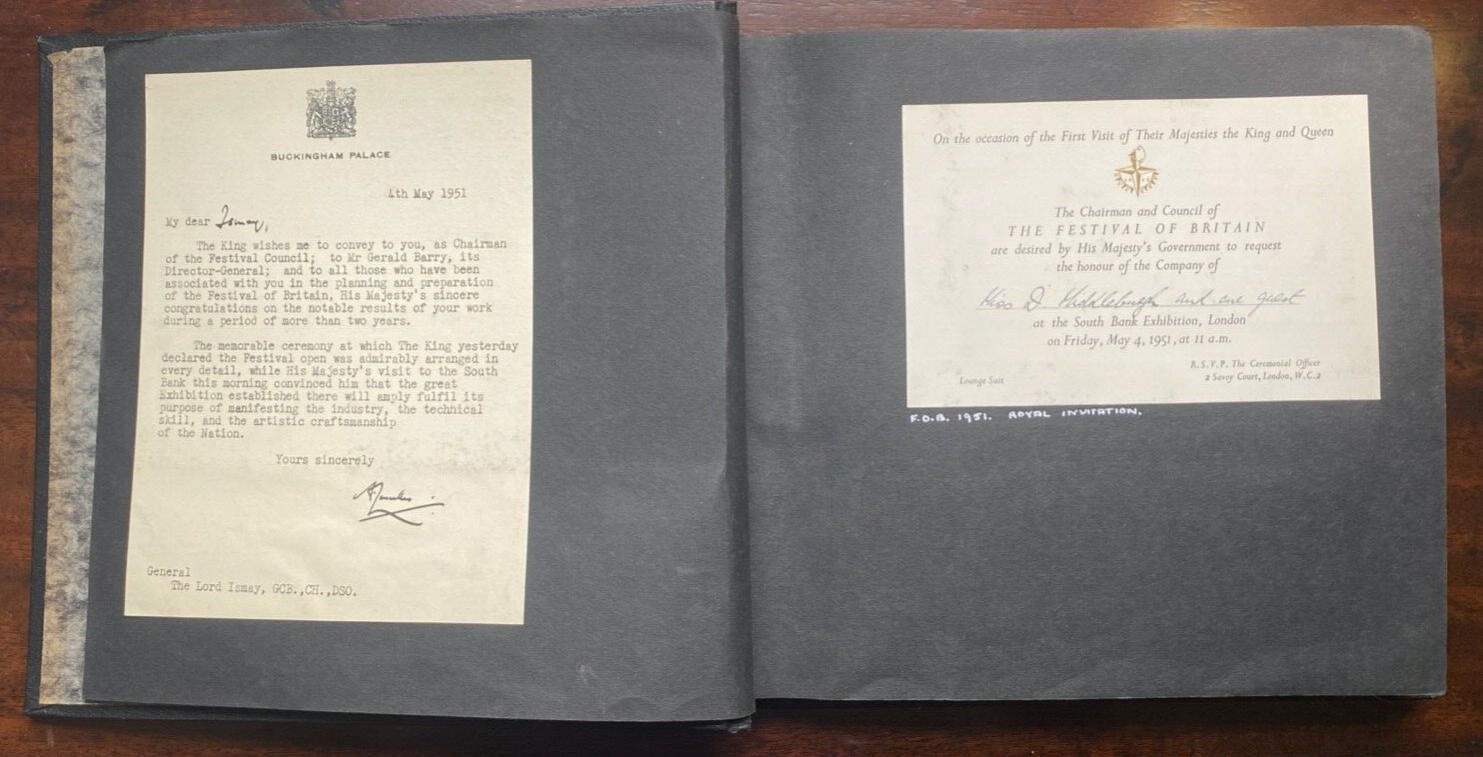 BUCKINGHAM PALACE
4th May 1951
My dear Ismay,
The King wishes me to convey to you, as Chairman
of the Festival Council; to Mr Gerald Barry, its
Director-General; and to all those who have been
associated with you in the planning and preparation
of the Festival of Britain, His Majesty's sincere
congratulations on the notable results of your work
during a period of more than two years.
The memorable ceremony at which The King yesterday
declared the Festival open was admirably arranged in
every detail, while His Majesty's visit to the South
Bank this morning convinced him that the great
Exhibition established there will amply fulfil its
purpose of manifesting the industry, the technical
skill, and the artistic craftsmanship
of the Nation.
Yours sincerely
General
The Lord Ismay, GCB.,CH.,DSO.
On the occasion of the First Visit of Their Majesties the King and Queen
The Chairman and Council of
THE FESTIVAL OF BRITAIN
are desired by His Majesty's Government to request
the honour of the Company of
Miss D Middleburgh and one guest
at the South Bank Exhibition, London
on Friday, May 4, 1951, at 11 a.m.
R.S.V.P. The Ceremonial Officer
Lounge Suit
2 Savoy Court, London, W.C.2
F.O.B. 1951. ROYAL INVITATION.